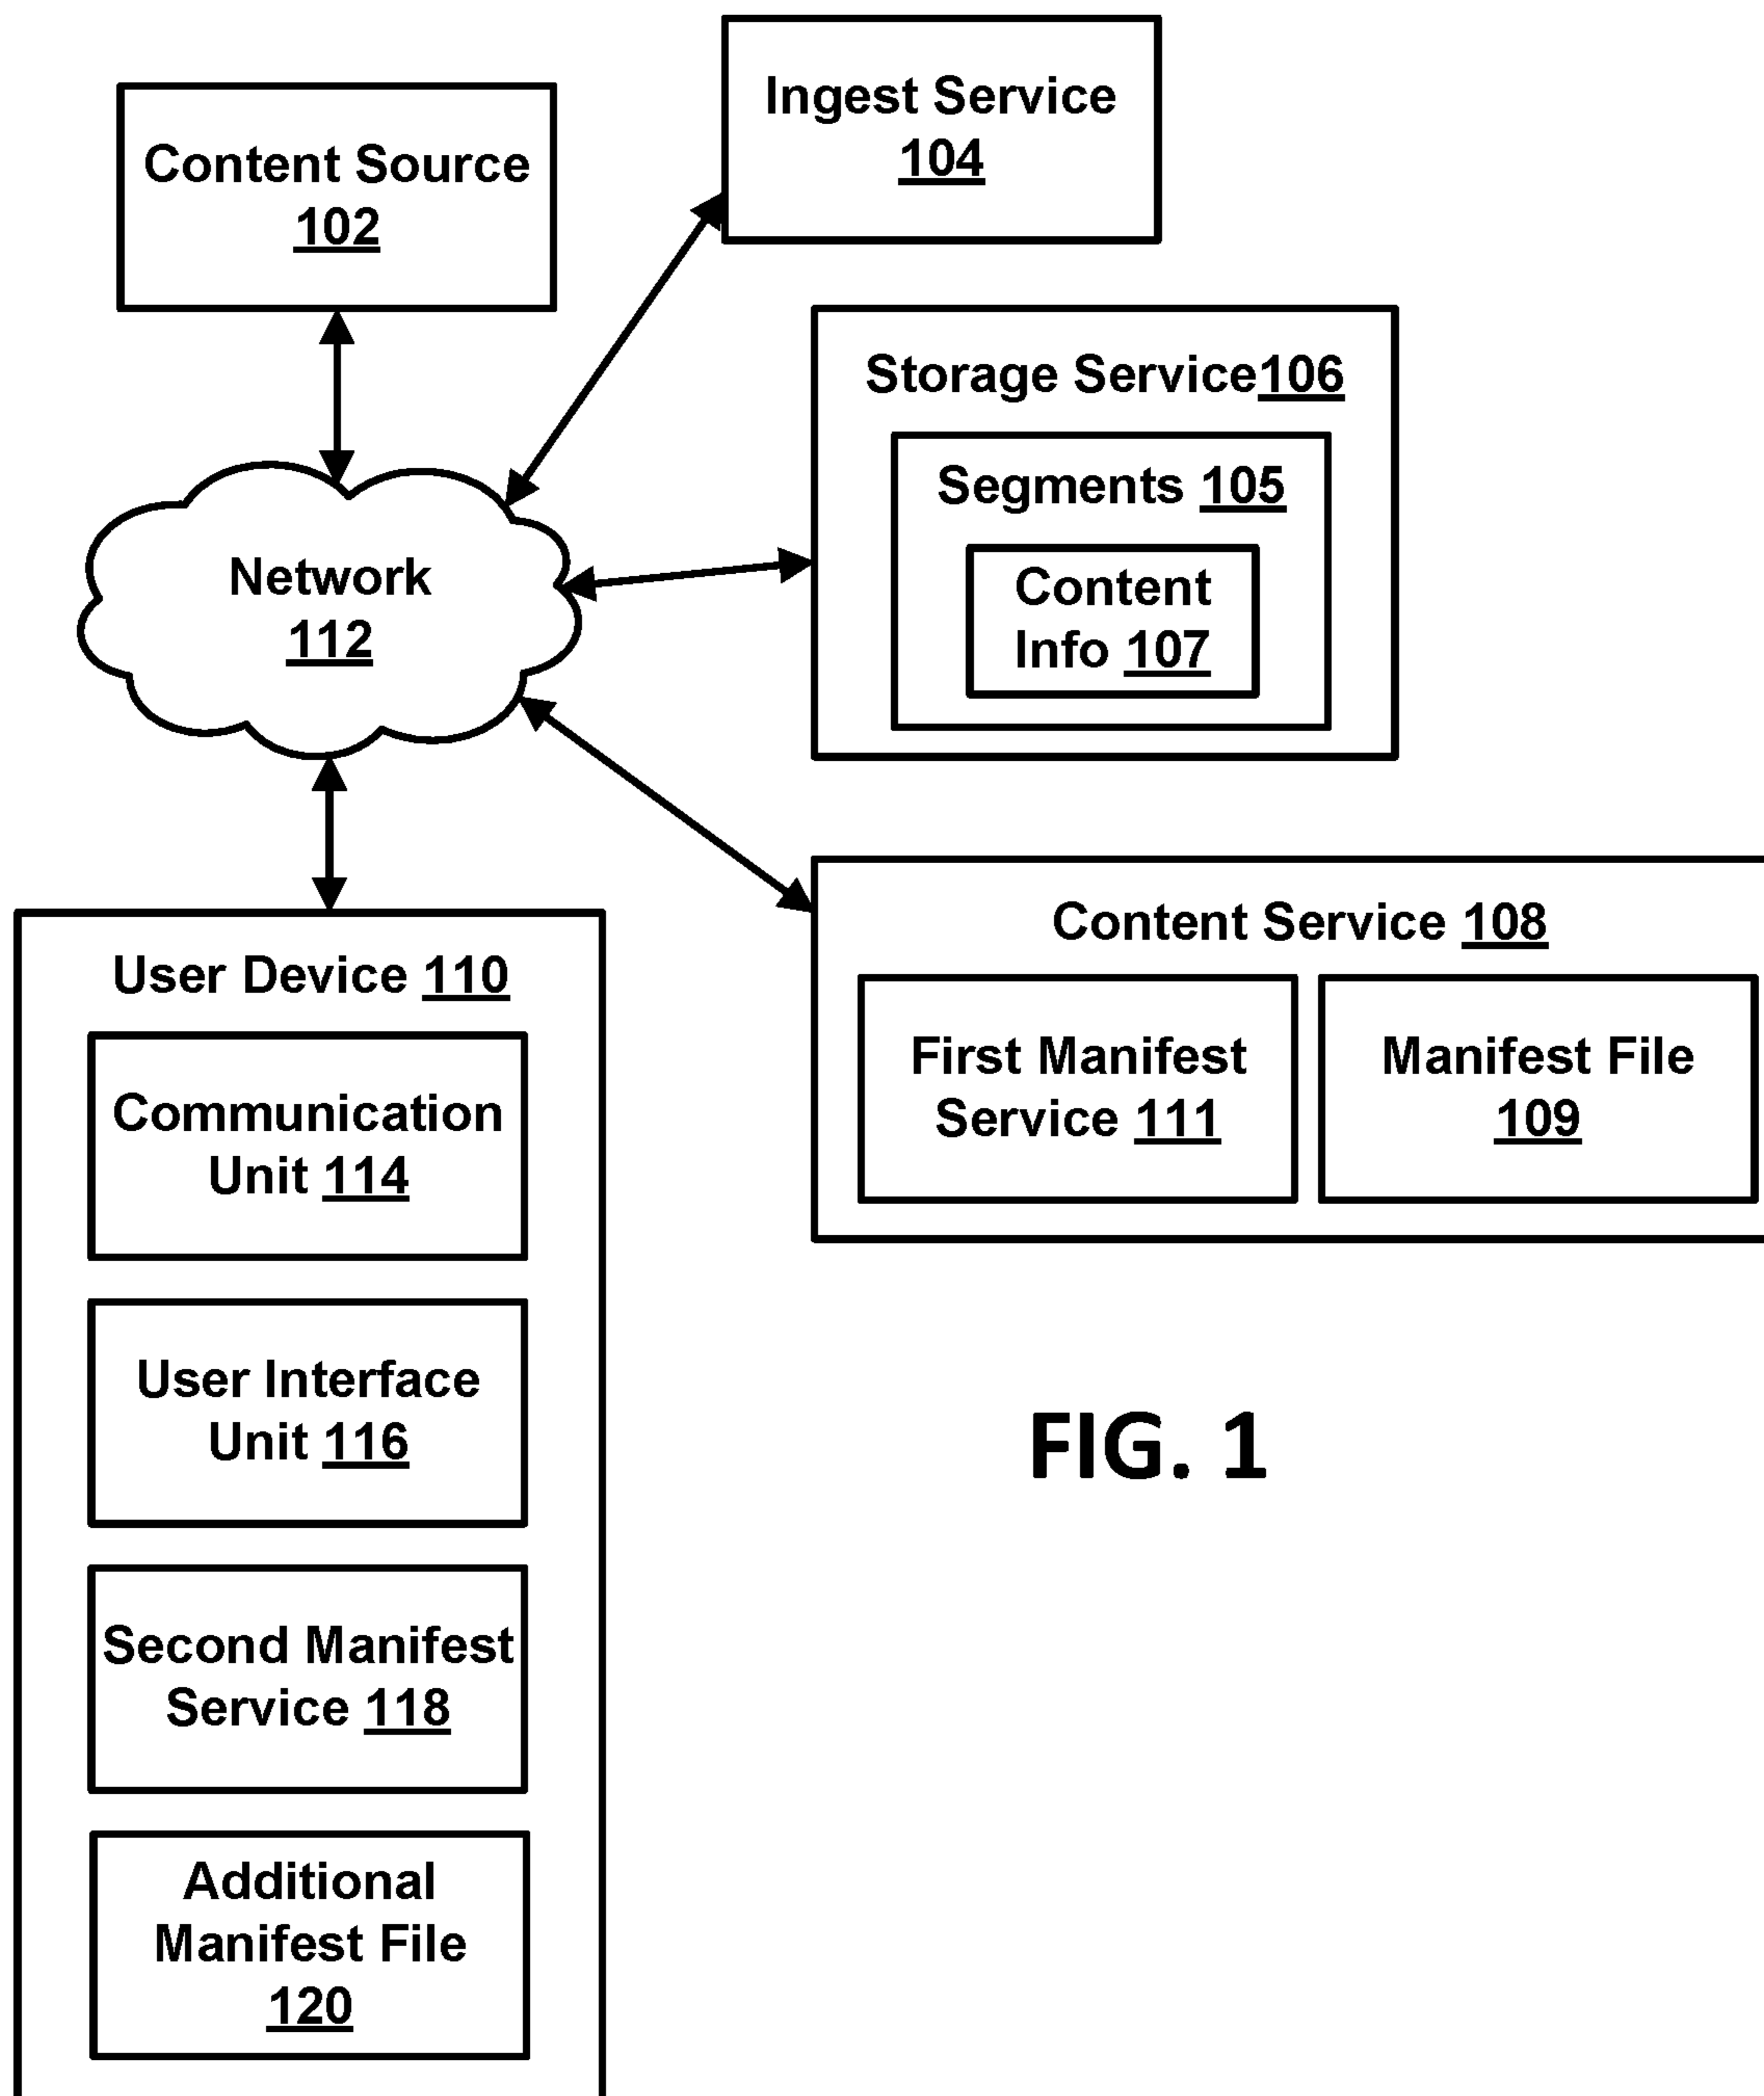 Ingest Service
104
Content Source
102
Storage Service106
Segments 105
Content
Info 107
Network
112
Content Service 108
First Manifest
Service 111
Manifest File
109
User Device 110
Communication
Unit 114
User Interface
Unit 116
Second Manifest
Service 118
Additional
Manifest File
120
FIG. 1